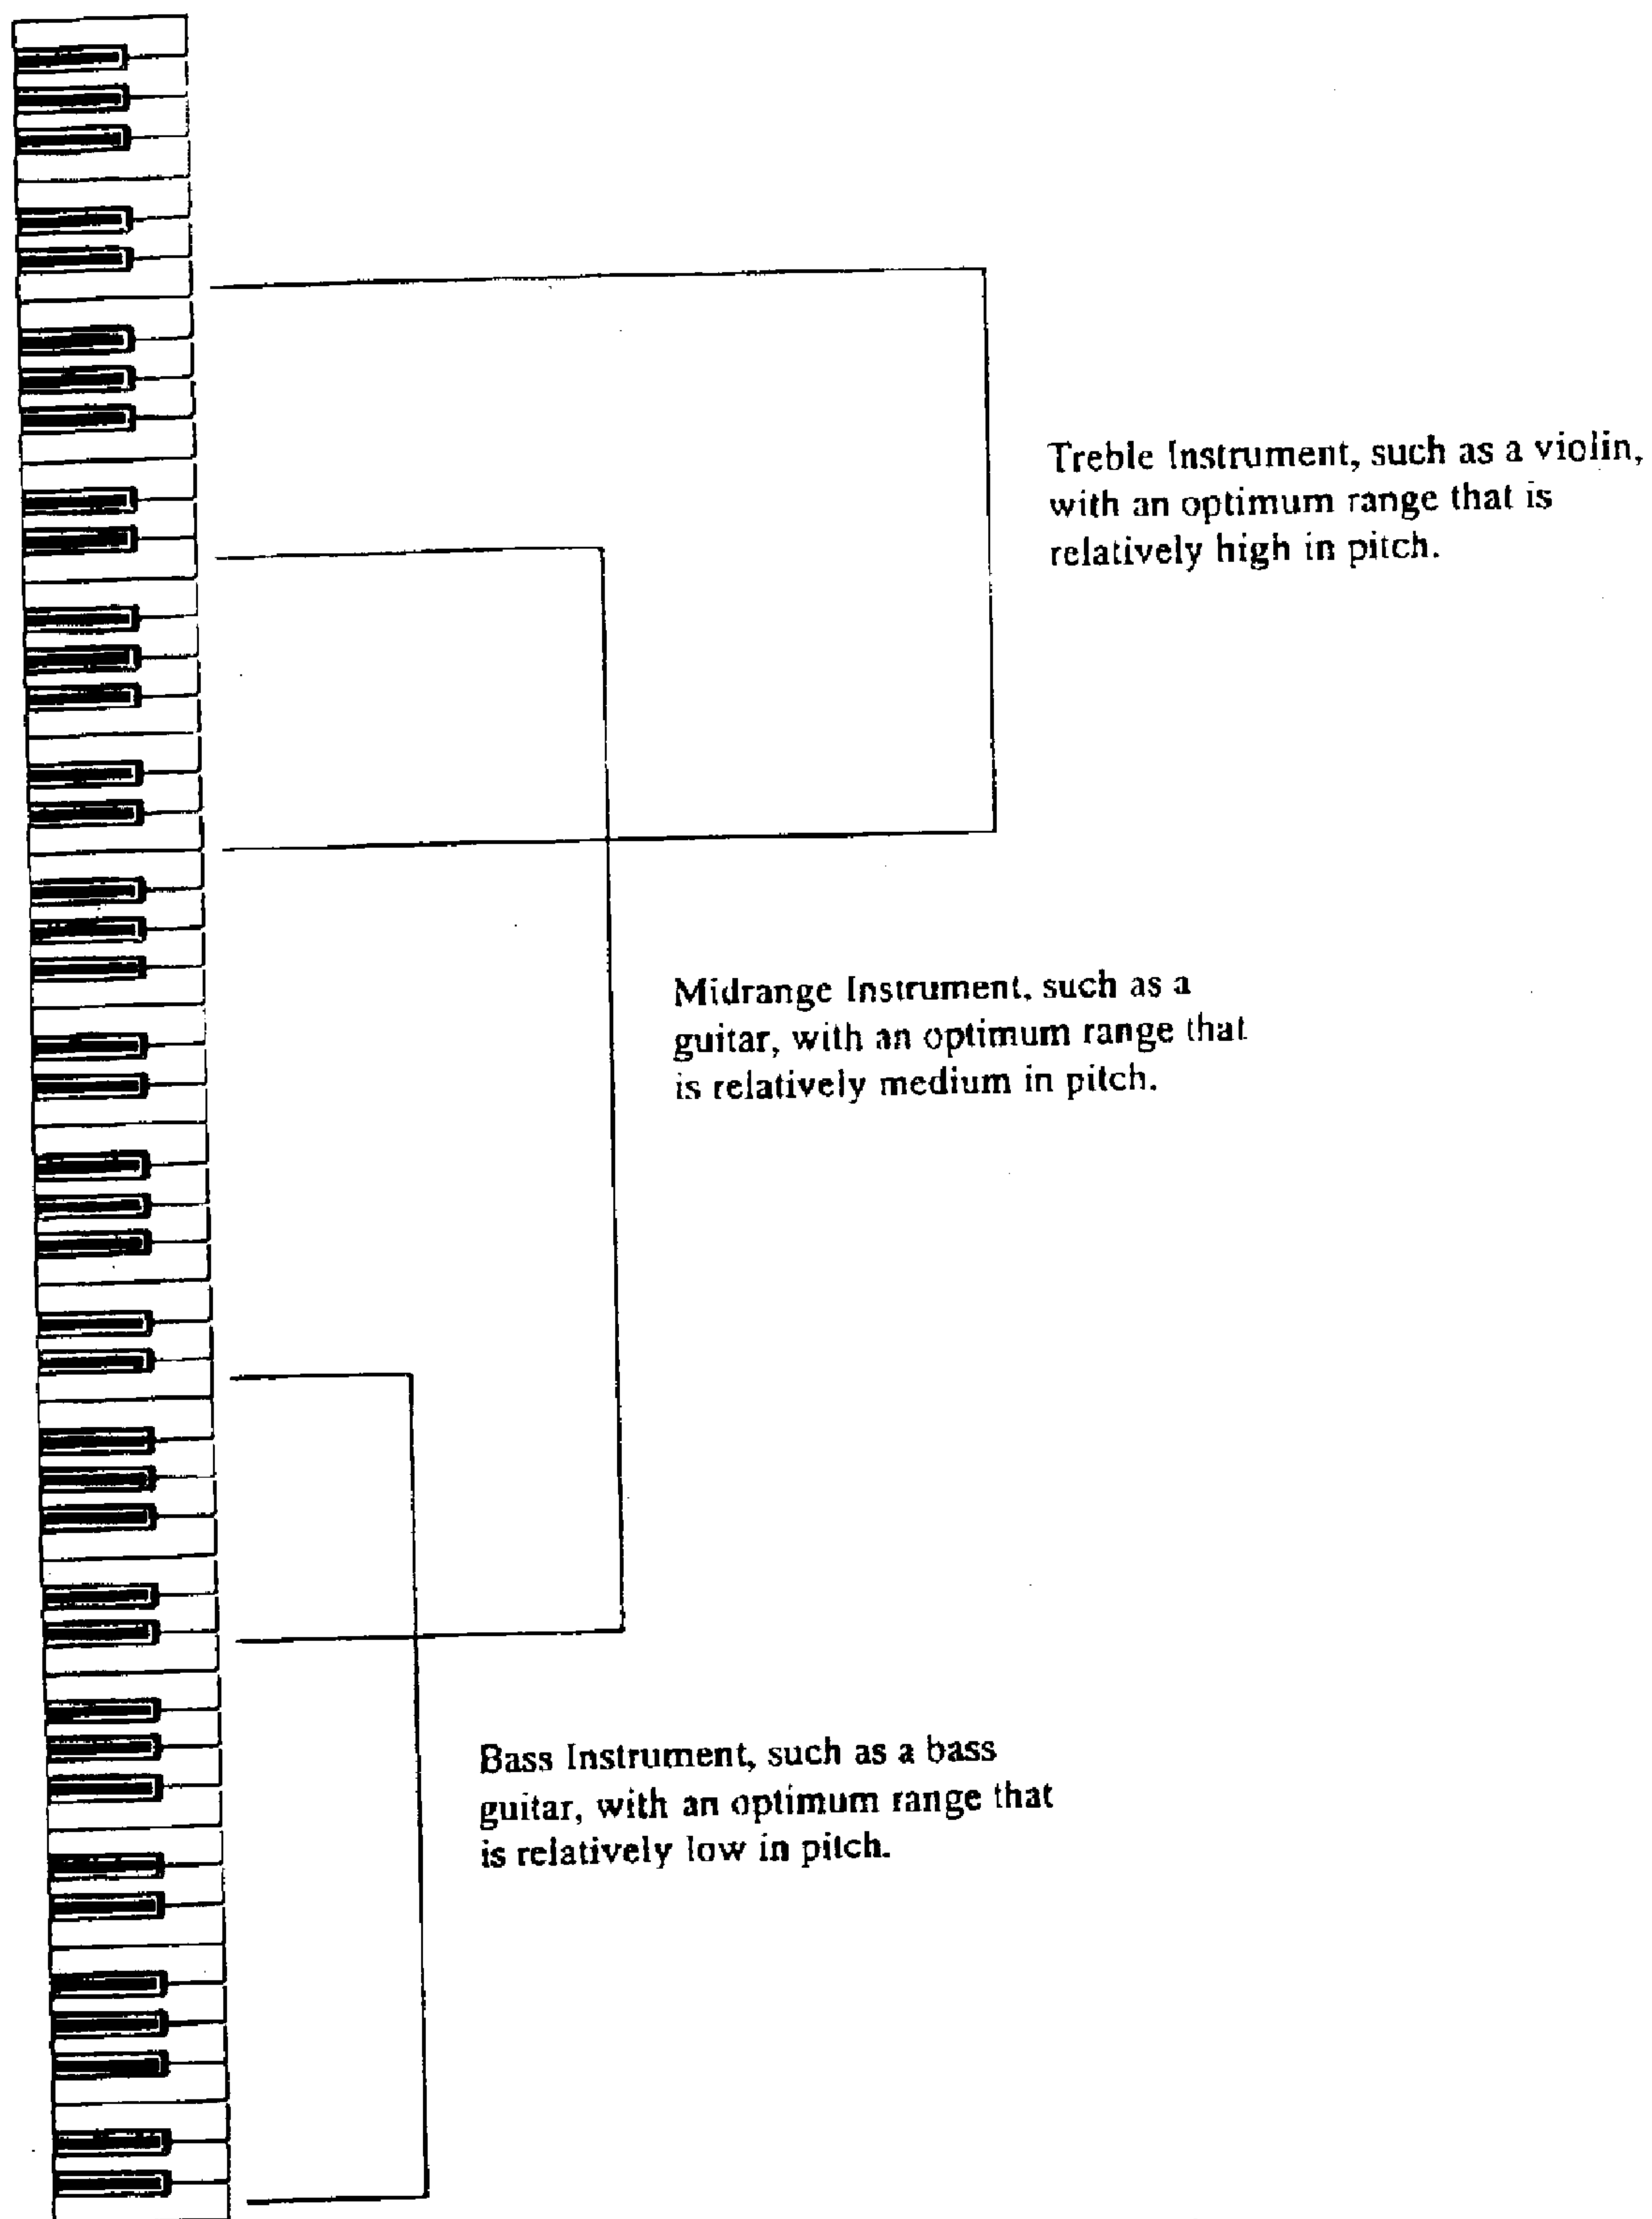 Treble Instrument, such as a violin,
with an optimum range that is
relatively high in pitch.
Midrange Instrument, such as a
guitar, with an optimum range that
is relatively medium in pitch.
Bass Instrument, such as a bass
guitar, with an optimum range that
is relatively low in pitch.